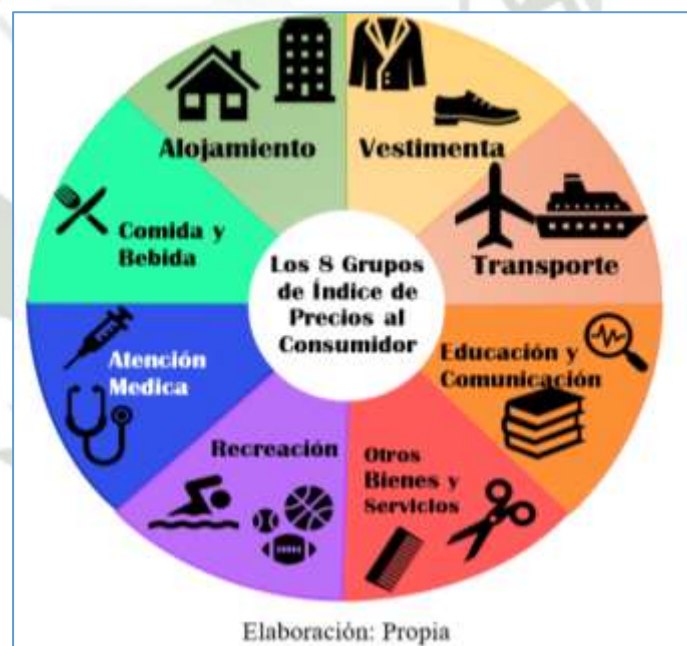 Alojamiento
Vestimenta
Transporte
Educación y
Comunicación
Otros
Bienes y
Servicios
Recreación
Atención
Medica
Comida y
Bebida
Los 8 Grupos
de Índice de
Precios al
Consumidor
Elaboración: Propia